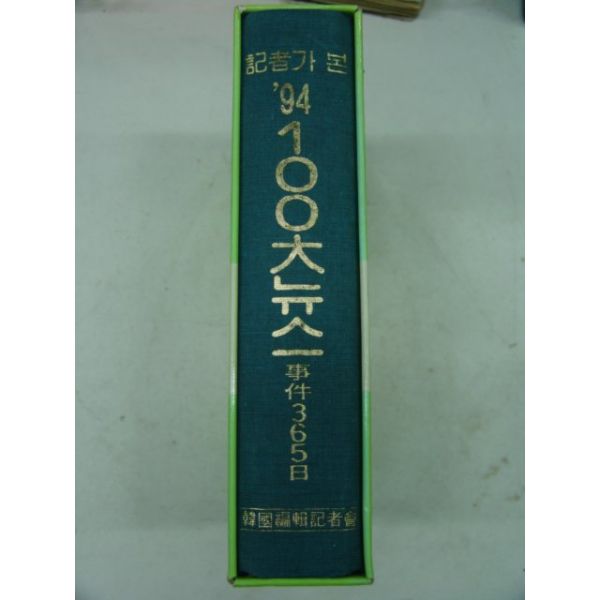 記者가 본
'94
100大뉴스
事件365日
韓國編輯記者會